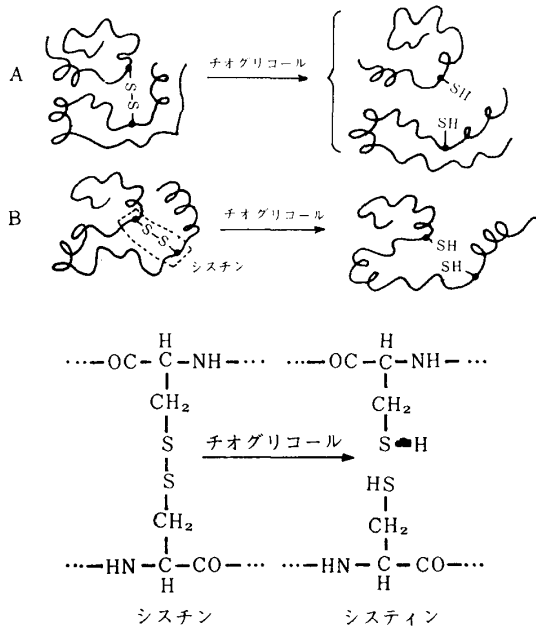 A
S-S
チオグリコール
SH
SH
B
S-S
シスチン
チオグリコール
SH
SH
H
H
···—OC—C—NH—···
···—OC—C—NH—···
CH₂
CH₂
S
チオグリコール
S—H
S
HS
CH₂
CH₂
···—HN—C—CO—···
···—HN—C—CO—···
H
H
シスチン
システィン